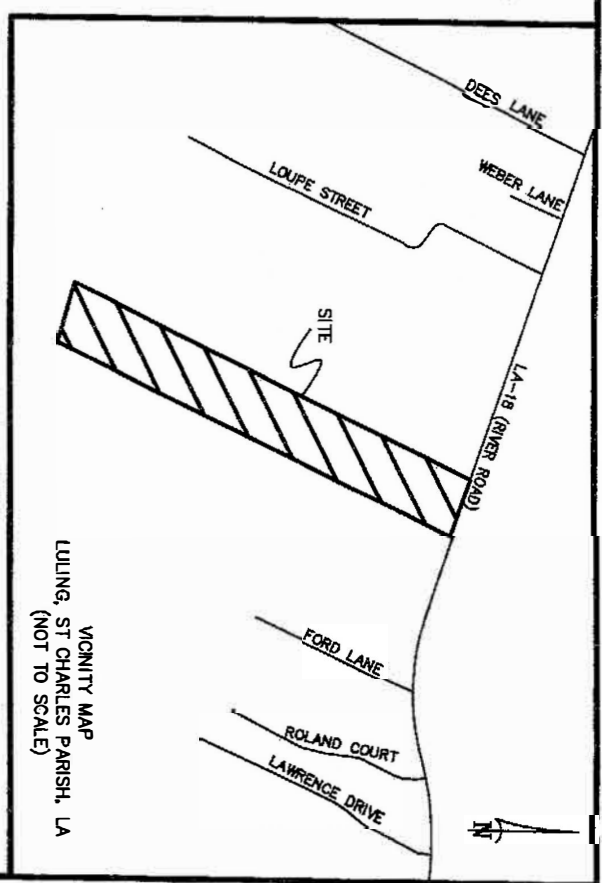 DEES LANE
WEBER LANE
LOUPE STREET
LA-18 (RIVER ROAD)
SITE
FORD LANE
ROLAND COURT
LAWRENCE DRIVE
N
VICINITY MAP
LULING, ST CHARLES PARISH, LA
(NOT TO SCALE)